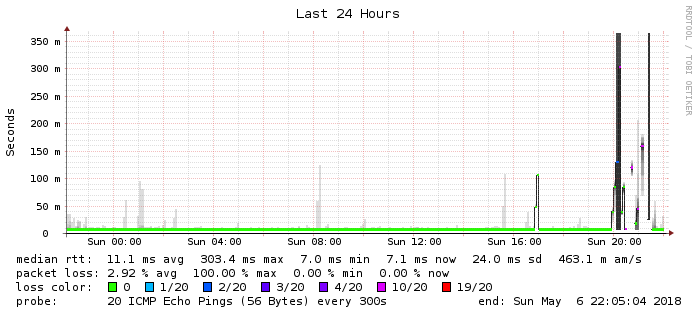 Last 24 Hours
RRDTOOL / TOBI OETIKER
Seconds
350 m
300 m
250 m
200 m
150 m
100 m
50 m
0
Sun 00:00 Sun 04:00 Sun 08:00 Sun 12:00 Sun 16:00 Sun 20:00
median rtt: 11.1 ms avg 303.4 ms max 7.0 ms min 7.1 ms now 24.0 ms sd 463.1 m am/s
packet loss: 2.92 % avg 100.00 % max 0.00 % min 0.00 % now
loss color: 0 1/20 2/20 3/20 4/20 10/20 19/20
probe: 20 ICMP Echo Pings (56 Bytes) every 300s end: Sun May 6 22:05:04 2018